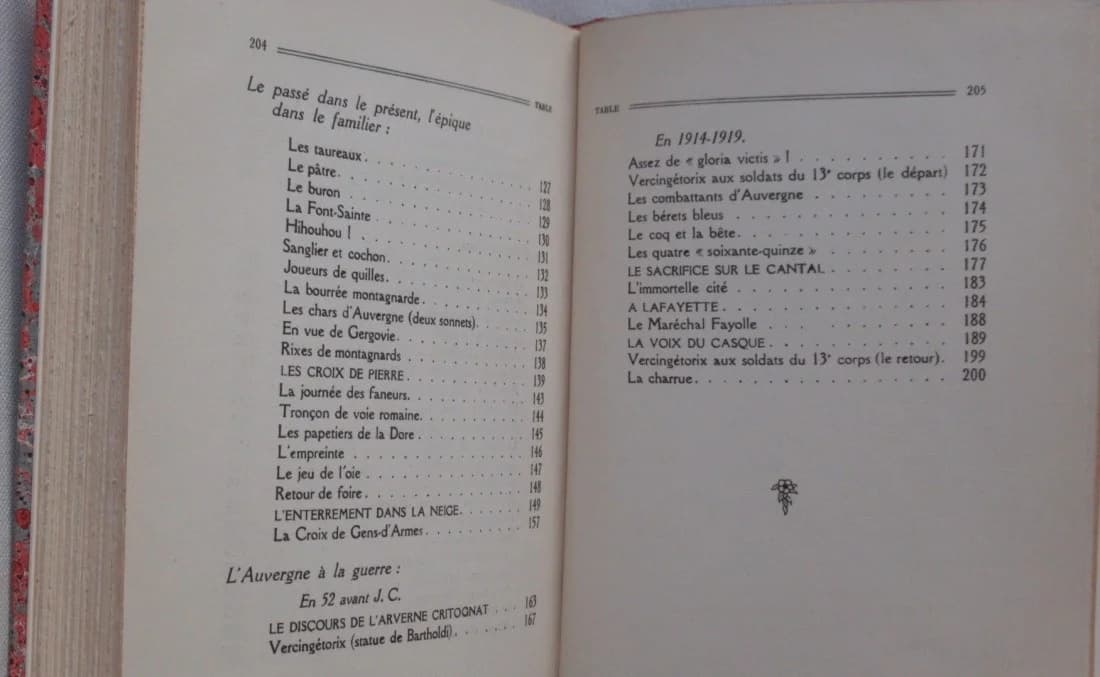 204
TABLE
Le passé dans le présent, l'épique
dans le familier :
Les taureaux. . . . . . . . . . . . . 127
Le pâtre. . . . . . . . . . . . . . . 128
Le buron . . . . . . . . . . . . . . 129
La Font-Sainte . . . . . . . . . . . 130
Hihouhou ! . . . . . . . . . . . . . 131
Sanglier et cochon. . . . . . . . . . 132
Joueurs de quilles. . . . . . . . . . 133
La bourrée montagnarde. . . . . . . . 134
Les chars d'Auvergne (deux sonnets). . . . 135
En vue de Gergovie. . . . . . . . . . 137
Rixes de montagnards . . . . . . . . 138
LES CROIX DE PIERRE. . . . . . . . . 139
La journée des faneurs. . . . . . . . 143
Tronçon de voie romaine. . . . . . . 144
Les papetiers de la Dore . . . . . . 145
L'empreinte . . . . . . . . . . . . 146
Le jeu de l'oie . . . . . . . . . . 147
Retour de foire. . . . . . . . . . . 148
L'ENTERREMENT DANS LA NEIGE. . . . . . 149
La Croix de Gens-d'Armes. . . . . . . 157
L'Auvergne à la guerre :
En 52 avant J. C.
LE DISCOURS DE L'ARVERNE CRITOGNAT . . . 163
Vercingétorix (statue de Bartholdi). . . . . 167
TABLE
205
En 1914-1919.
Assez de « gloria victis » ! . . . . . . . . 171
Vercingétorix aux soldats du 13e corps (le départ) 172
Les combattants d'Auvergne . . . . . . . 173
Les bérets bleus . . . . . . . . . . . 174
Le coq et la bête. . . . . . . . . . . 175
Les quatre « soixante-quinze » . . . . . . 176
LE SACRIFICE SUR LE CANTAL. . . . . . . 177
L'immortelle cité . . . . . . . . . . . 183
A LAFAYETTE. . . . . . . . . . . . 184
Le Maréchal Fayolle . . . . . . . . . 188
LA VOIX DU CASQUE. . . . . . . . . . 189
Vercingétorix aux soldats du 13e corps (le retour). 199
La charrue. . . . . . . . . . . . . 200